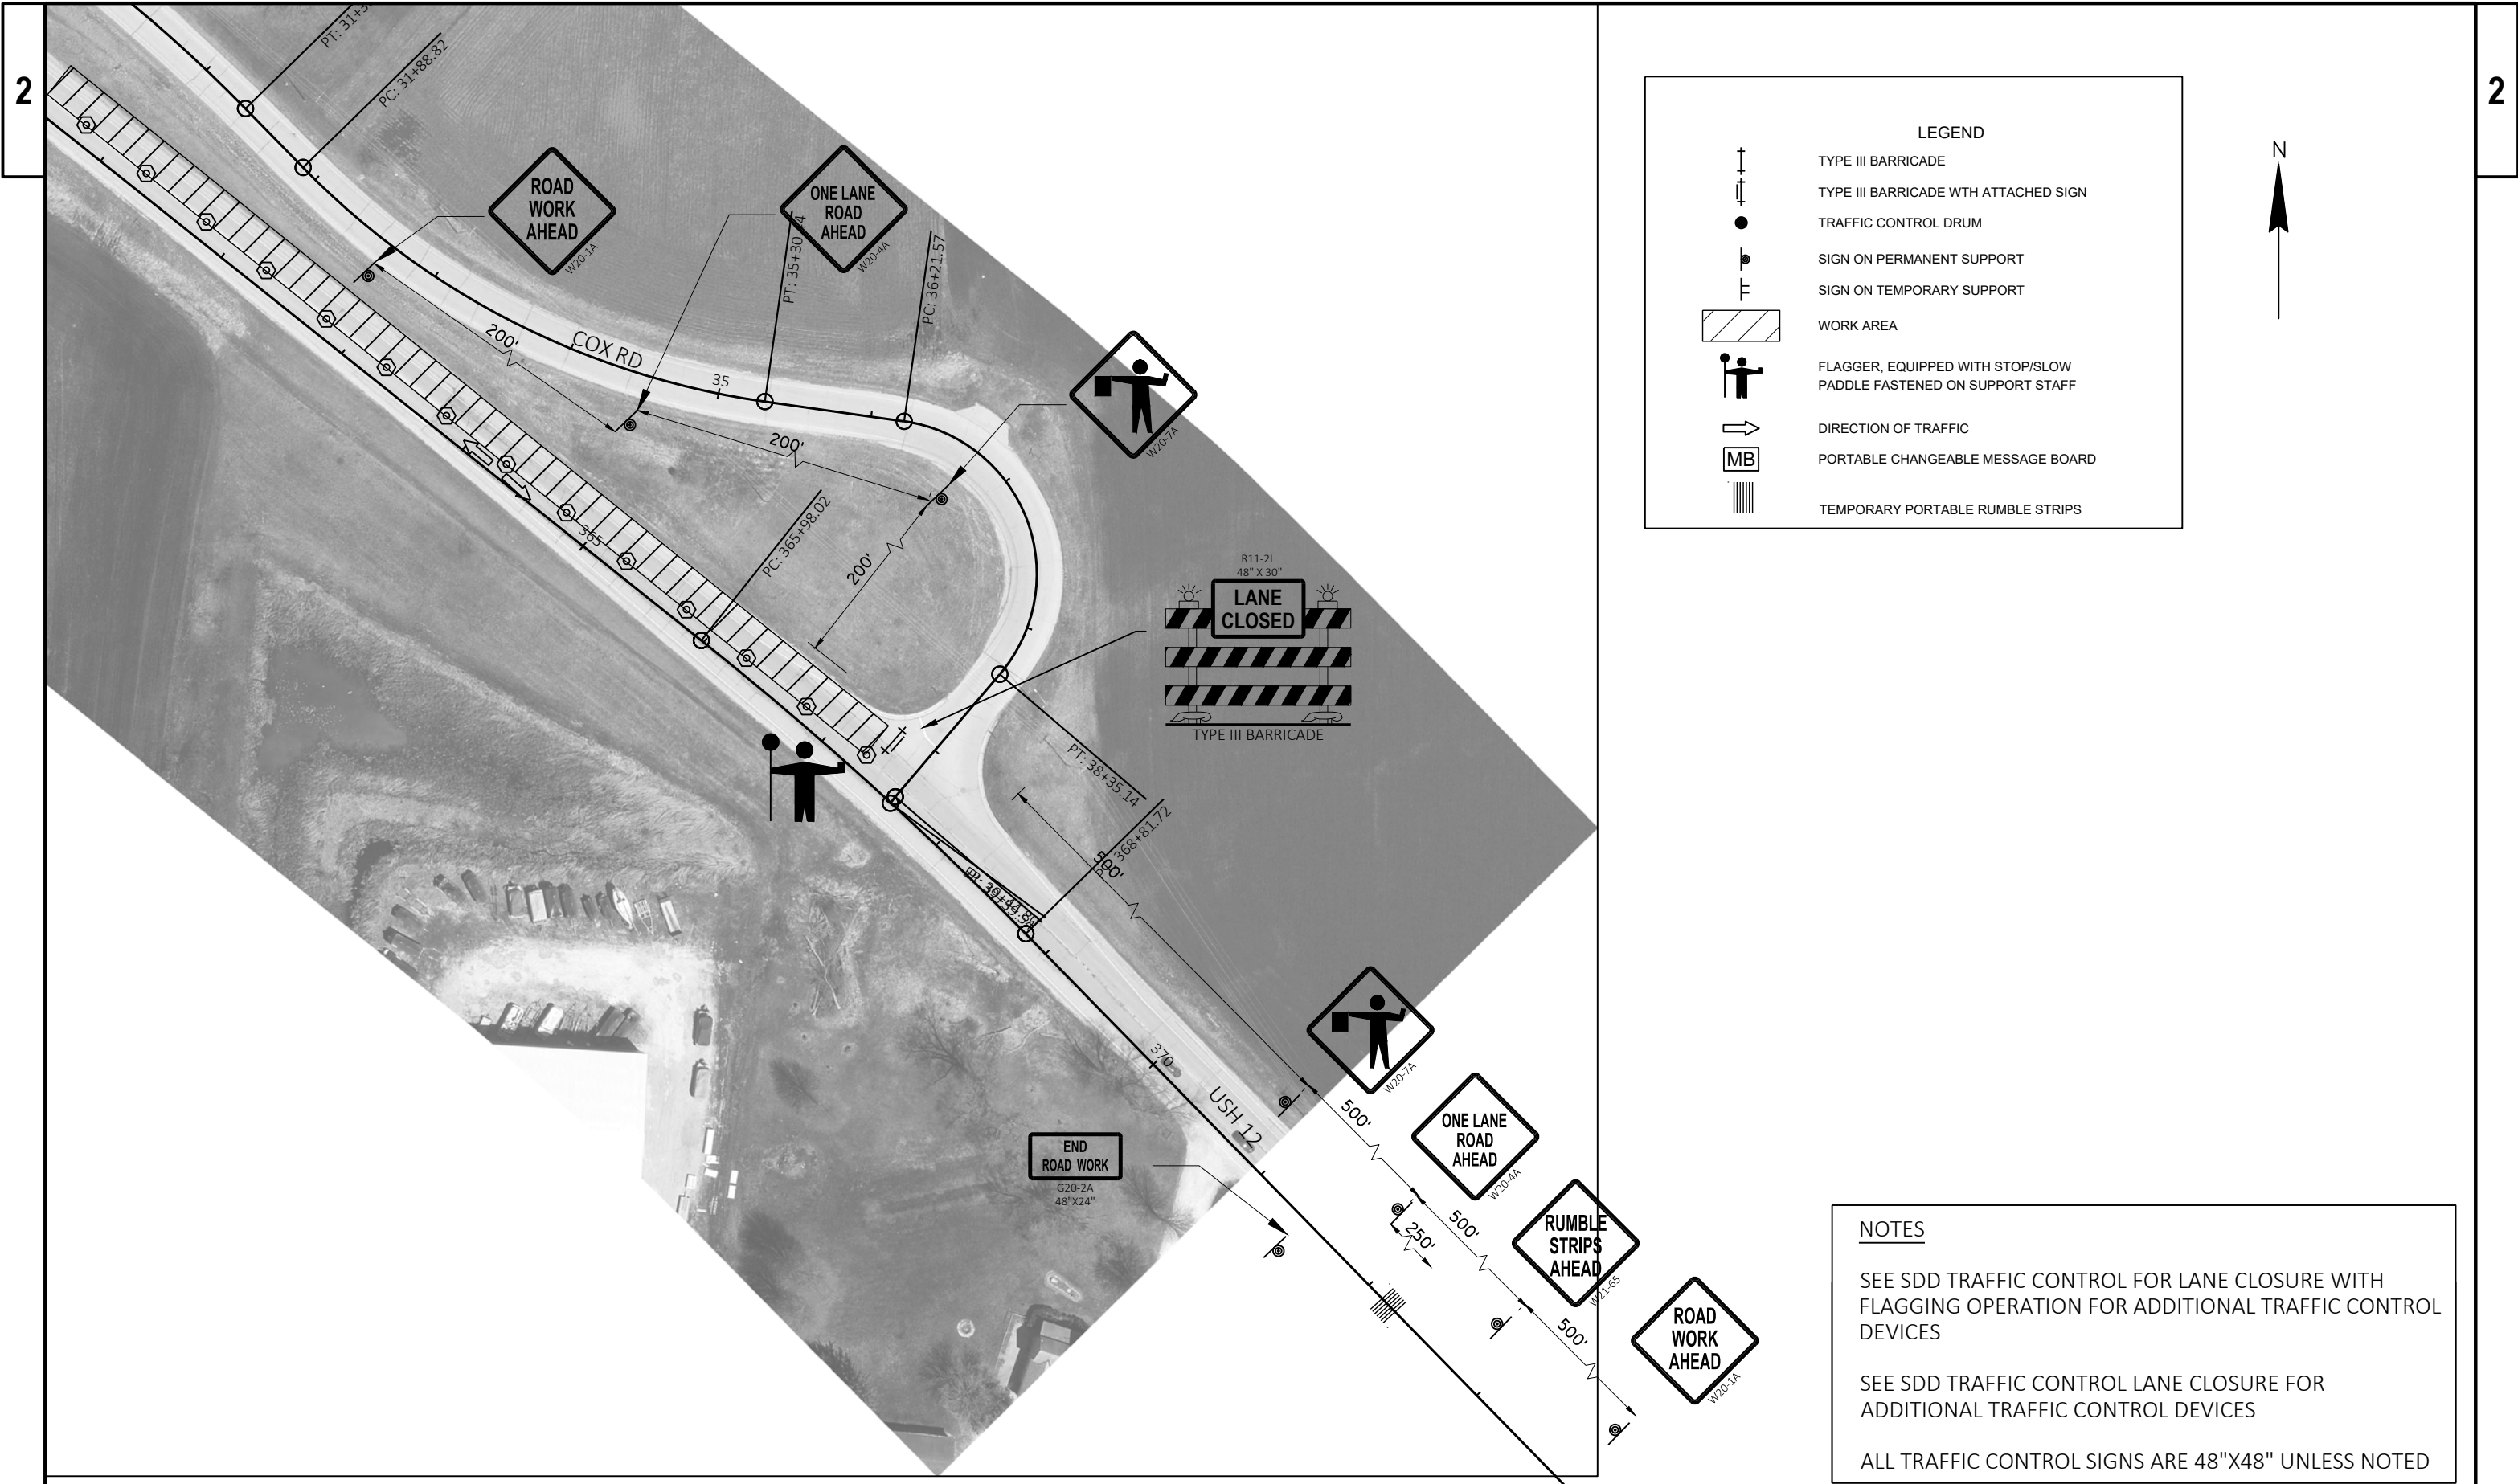 2
2
PC: 31+88.82
ROAD
WORK
AHEAD
W20-1A
ONE LANE
ROAD
AHEAD
W20-4A
PC: 36+21.57
200'
COX RD
35
200'
W20-7A
200'
365
PC: 365+98.02
R11-2L
48" X 30"
LANE
CLOSED
TYPE III BARRICADE
PT: 38+35.14
368+81.72
500'
370
USH 12
W20-7A
500'
ONE LANE
ROAD
AHEAD
W20-4A
END
ROAD WORK
G20-2A
48"X24"
250'
500'
RUMBLE
STRIPS
AHEAD
W21-65
500'
ROAD
WORK
AHEAD
W20-1A
LEGEND
TYPE III BARRICADE
TYPE III BARRICADE WTH ATTACHED SIGN
TRAFFIC CONTROL DRUM
SIGN ON PERMANENT SUPPORT
SIGN ON TEMPORARY SUPPORT
WORK AREA
FLAGGER, EQUIPPED WITH STOP/SLOW
PADDLE FASTENED ON SUPPORT STAFF
DIRECTION OF TRAFFIC
MB PORTABLE CHANGEABLE MESSAGE BOARD
TEMPORARY PORTABLE RUMBLE STRIPS
N
NOTES
SEE SDD TRAFFIC CONTROL FOR LANE CLOSURE WITH
FLAGGING OPERATION FOR ADDITIONAL TRAFFIC CONTROL
DEVICES
SEE SDD TRAFFIC CONTROL LANE CLOSURE FOR
ADDITIONAL TRAFFIC CONTROL DEVICES
ALL TRAFFIC CONTROL SIGNS ARE 48"X48" UNLESS NOTED